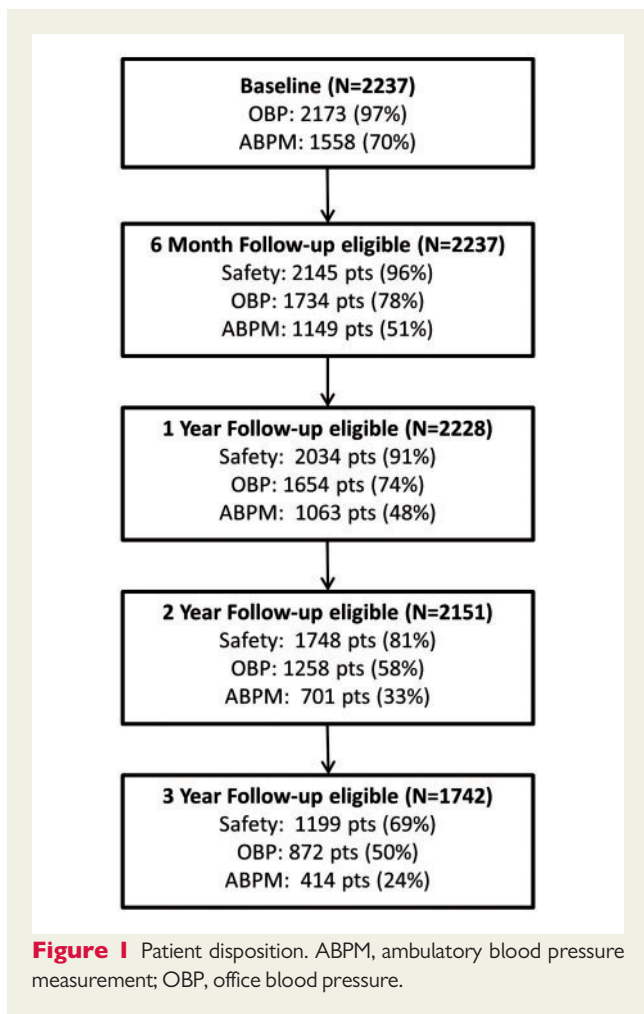 Baseline (N=2237)
OBP: 2173 (97%)
ABPM: 1558 (70%)
6 Month Follow-up eligible (N=2237)
Safety: 2145 pts (96%)
OBP: 1734 pts (78%)
ABPM: 1149 pts (51%)
1 Year Follow-up eligible (N=2228)
Safety: 2034 pts (91%)
OBP: 1654 pts (74%)
ABPM: 1063 pts (48%)
2 Year Follow-up eligible (N=2151)
Safety: 1748 pts (81%)
OBP: 1258 pts (58%)
ABPM: 701 pts (33%)
3 Year Follow-up eligible (N=1742)
Safety: 1199 pts (69%)
OBP: 872 pts (50%)
ABPM: 414 pts (24%)
Figure 1 Patient disposition. ABPM, ambulatory blood pressure
measurement; OBP, office blood pressure.